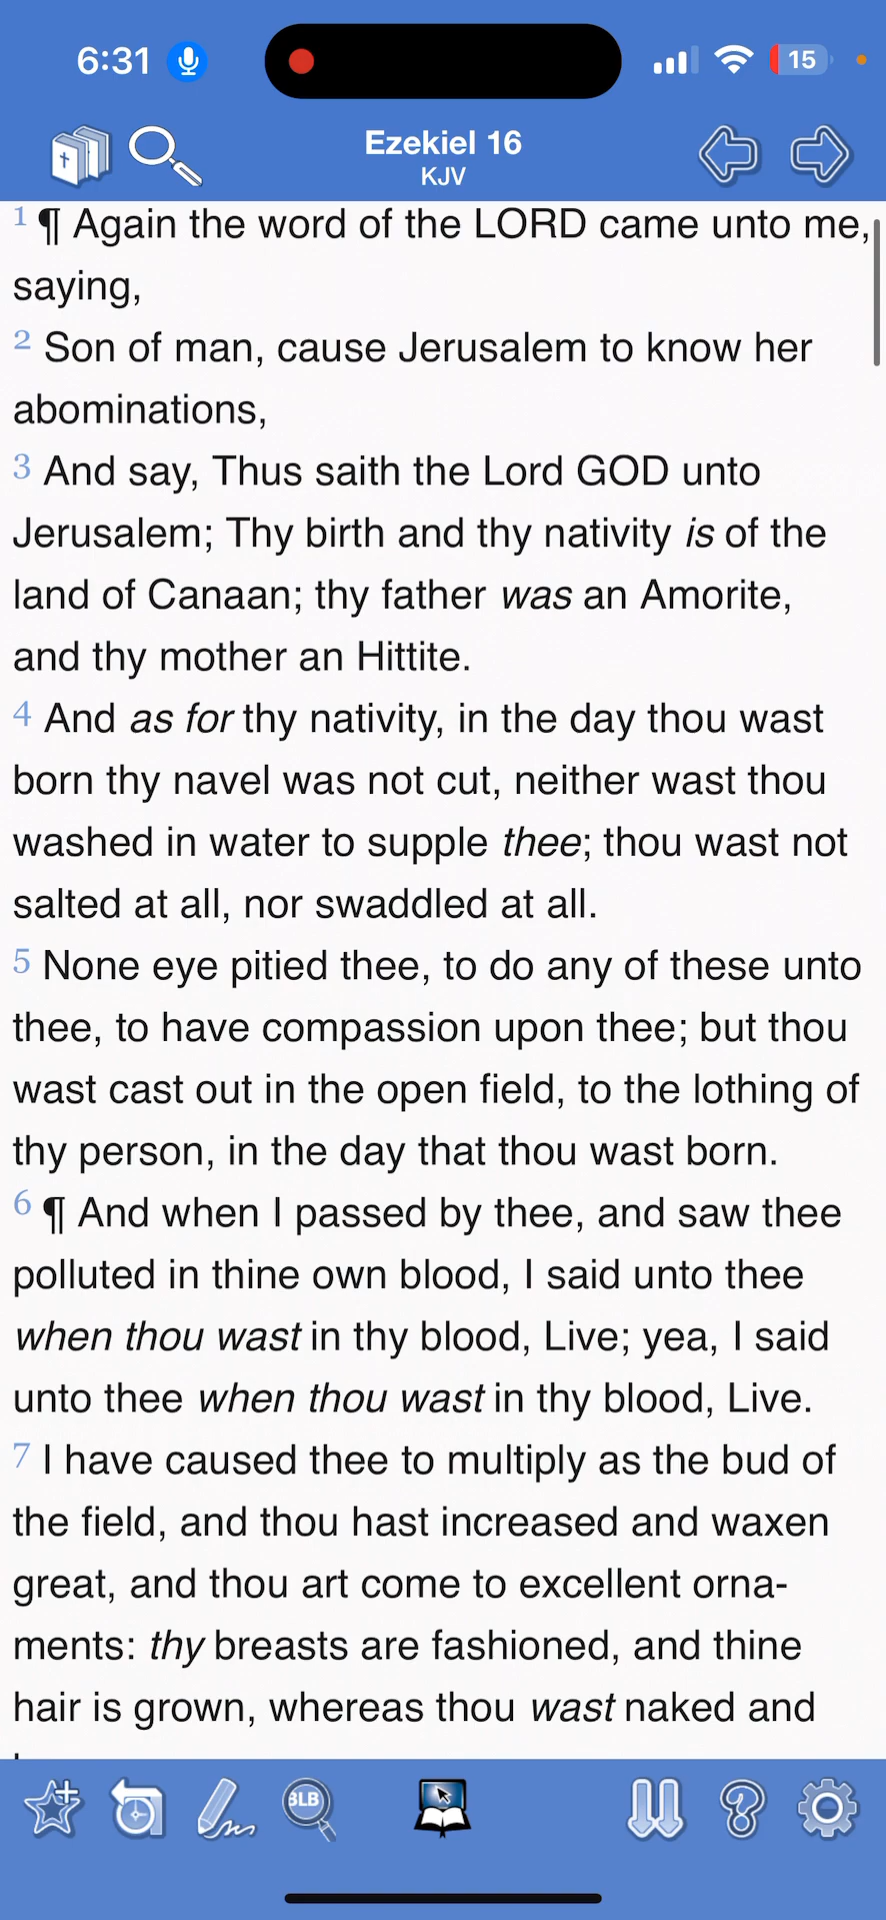 6:31
15
Ezekiel 16
KJV
1 ¶ Again the word of the LORD came unto me,
saying,
2 Son of man, cause Jerusalem to know her
abominations,
3 And say, Thus saith the Lord GOD unto
Jerusalem; Thy birth and thy nativity is of the
land of Canaan; thy father was an Amorite,
and thy mother an Hittite.
4 And as for thy nativity, in the day thou wast
born thy navel was not cut, neither wast thou
washed in water to supple thee; thou wast not
salted at all, nor swaddled at all.
5 None eye pitied thee, to do any of these unto
thee, to have compassion upon thee; but thou
wast cast out in the open field, to the lothing of
thy person, in the day that thou wast born.
6 ¶ And when I passed by thee, and saw thee
polluted in thine own blood, I said unto thee
when thou wast in thy blood, Live; yea, I said
unto thee when thou wast in thy blood, Live.
7 I have caused thee to multiply as the bud of
the field, and thou hast increased and waxen
great, and thou art come to excellent orna-
ments: thy breasts are fashioned, and thine
hair is grown, whereas thou wast naked and
BLB